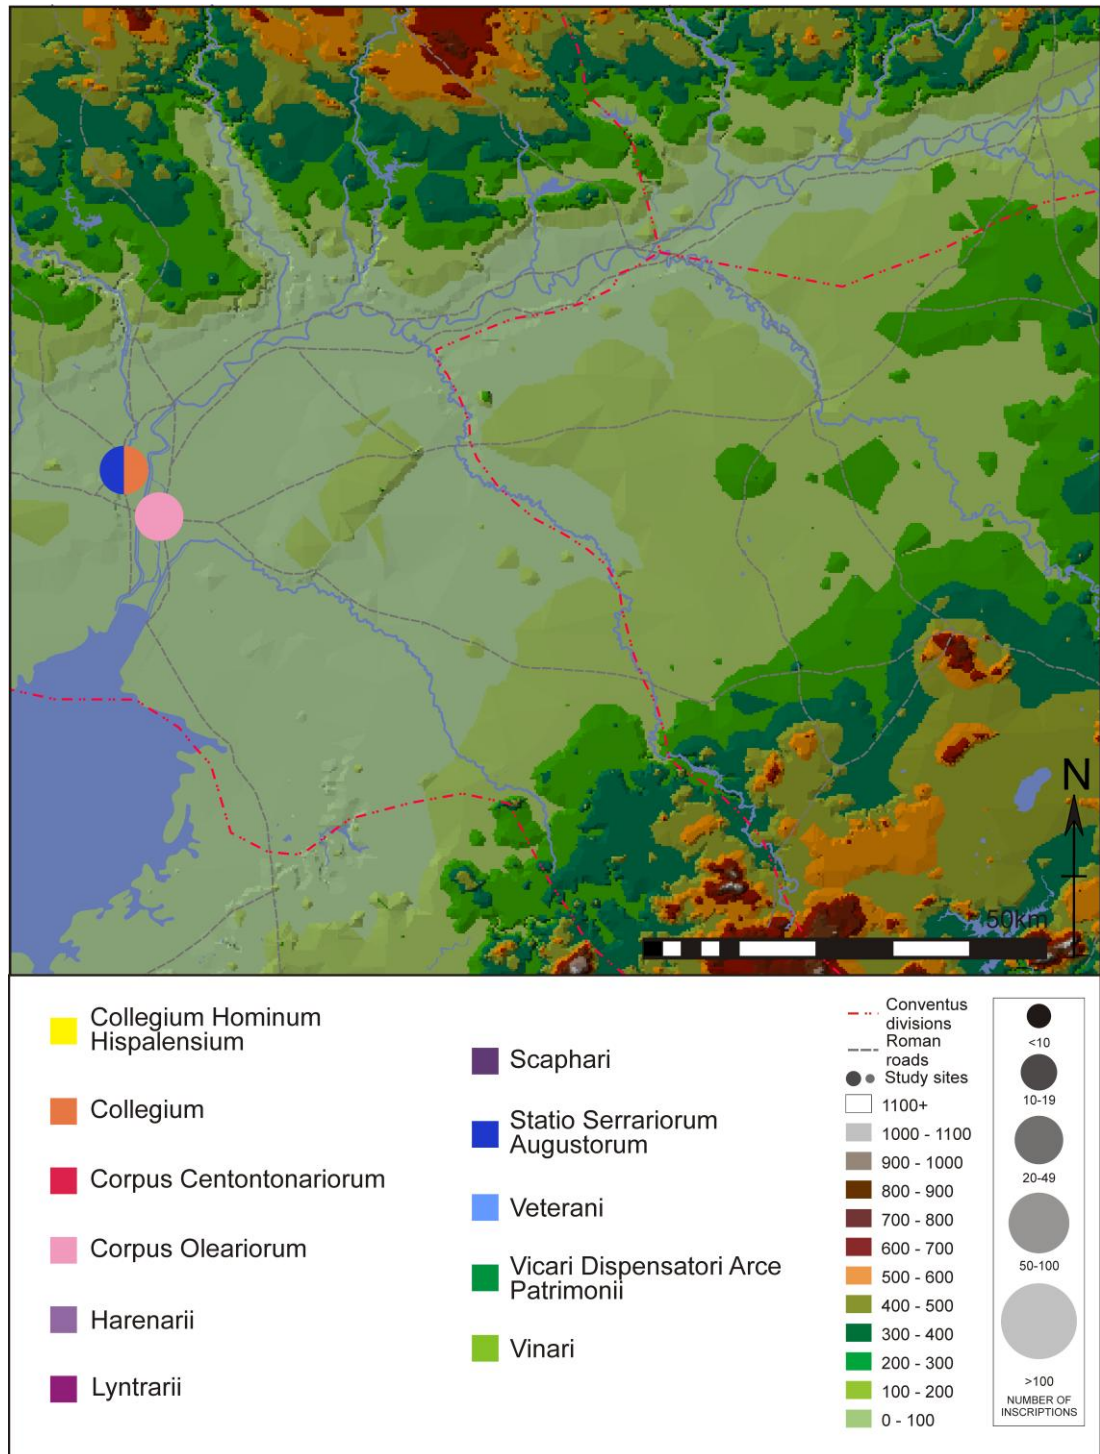 N
50km
Collegium Hominum
Hispalensium
Collegium
Corpus Centontonariorum
Corpus Oleariorum
Harenarii
Lyntrarii
Scaphari
Statio Serrariorum
Augustorum
Veterani
Vicari Dispensatori Arce
Patrimonii
Vinari
Conventus
divisions
Roman
roads
Study sites
1100+
1000 - 1100
900 - 1000
800 - 900
700 - 800
600 - 700
500 - 600
400 - 500
300 - 400
200 - 300
100 - 200
0 - 100
<10
10-19
20-49
50-100
>100
NUMBER OF
INSCRIPTIONS